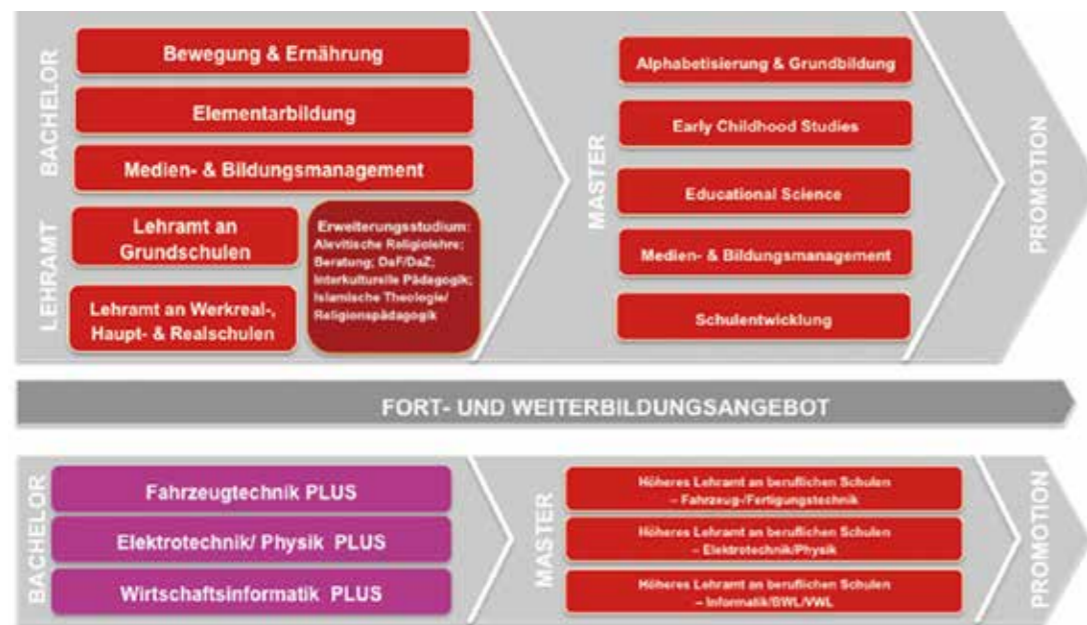 BACHELOR
Bewegung & Ernährung
Elementarbildung
Medien- & Bildungsmanagement
LEHRAMT
Lehramt an
Grundschulen
Lehramt an Werkreal-,
Haupt- & Realschulen
Erweiterungsstudium:
Alevitische Religiolehre;
Beratung; DaF/DaZ;
Interkulturelle Pädagogik;
Islamische Theologie/
Religionspädagogik
MASTER
Alphabetisierung & Grundbildung
Early Childhood Studies
Educational Science
Medien- & Bildungsmanagement
Schulentwicklung
PROMOTION
FORT- UND WEITERBILDUNGSANGEBOT
BACHELOR
Fahrzeugtechnik PLUS
Elektrotechnik/ Physik PLUS
Wirtschaftsinformatik PLUS
MASTER
Höheres Lehramt an beruflichen Schulen
– Fahrzeug-/Fertigungstechnik
Höheres Lehramt an beruflichen Schulen
– Elektrotechnik/Physik
Höheres Lehramt an beruflichen Schulen
– Informatik/BWL/VWL
PROMOTION